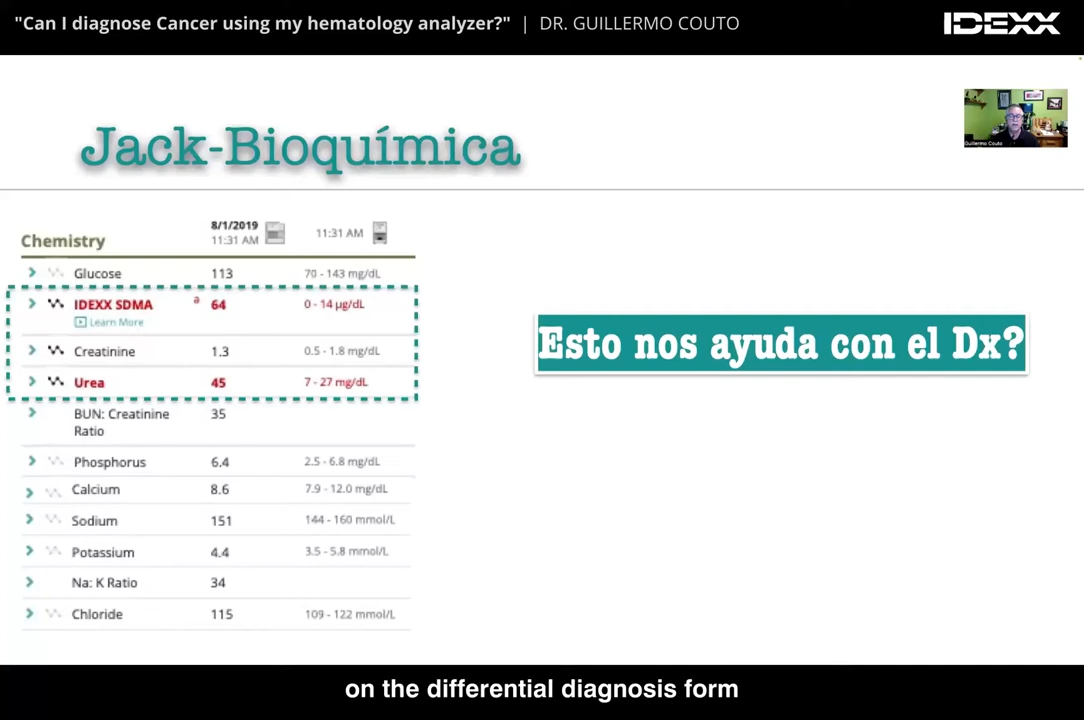 "Can I diagnose Cancer using my hematology analyzer?" | DR. GUILLERMO COUTO
IDEXX
Jack-Bioquímica
Guillermo Couto
8/1/2019
11:31 AM
11:31 AM
Chemistry
Glucose 113 70 - 143 mg/dL
IDEXX SDMA a 64 0 - 14 µg/dL
Learn More
Creatinine 1.3 0.5 - 1.8 mg/dL
Urea 45 7 - 27 mg/dL
BUN: Creatinine 35
Ratio
Phosphorus 6.4 2.5 - 6.8 mg/dL
Calcium 8.6 7.9 - 12.0 mg/dL
Sodium 151 144 - 160 mmol/L
Potassium 4.4 3.5 - 5.8 mmol/L
Na: K Ratio 34
Chloride 115 109 - 122 mmol/L
Esto nos ayuda con el Dx?
on the differential diagnosis form